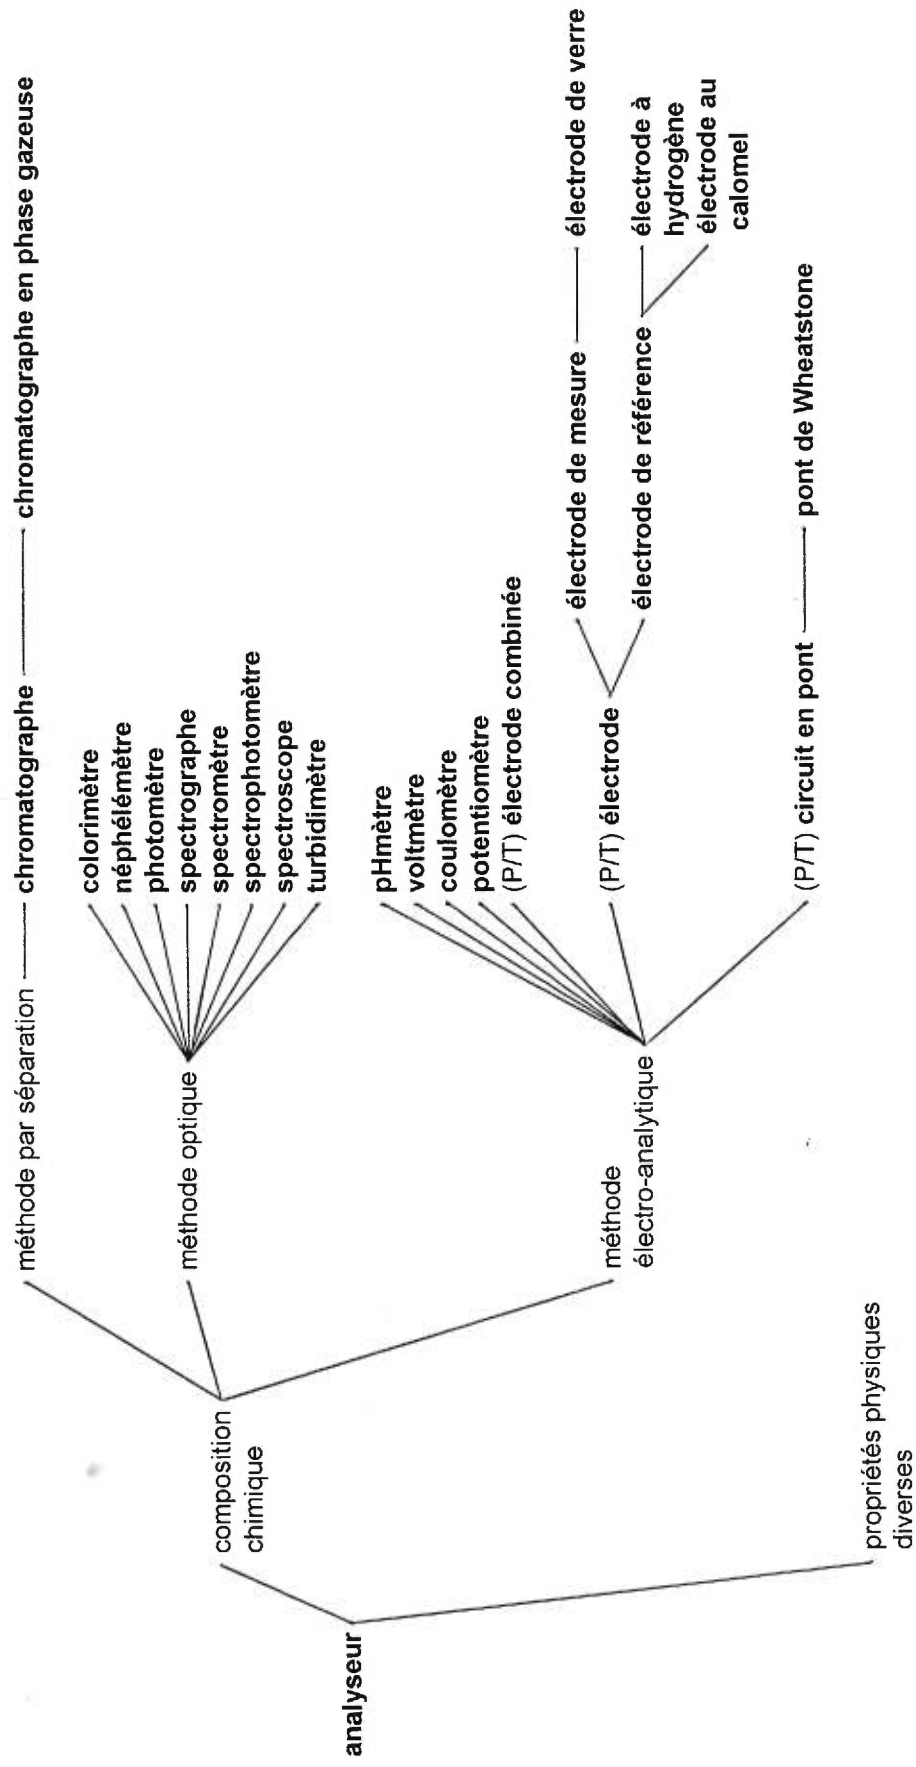 analyseur
composition
chimique
méthode par séparation
chromatographe
chromatographe en phase gazeuse
méthode optique
colorimètre
néphélémètre
photomètre
spectrographe
spectromètre
spectrophotomètre
spectroscope
turbidimètre
méthode
électro-analytique
pHmètre
voltmètre
coulomètre
potentiomètre
(P/T) électrode combinée
(P/T) électrode
électrode de mesure
électrode de verre
électrode de référence
électrode à
hydrogène
électrode au
calomel
(P/T) circuit en pont
pont de Wheatstone
propriétés physiques
diverses